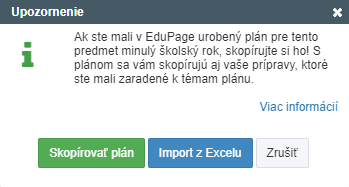 Upozornenie
Ak ste mali v EduPage urobený plán pre tento
predmet minulý školský rok, skopírujte si ho! S
plánom sa vám skopírujú aj vaše prípravy, ktoré
ste mali zaradené k témam plánu.
Viac informácií
Skopírovať plán Import z Excelu Zrušiť